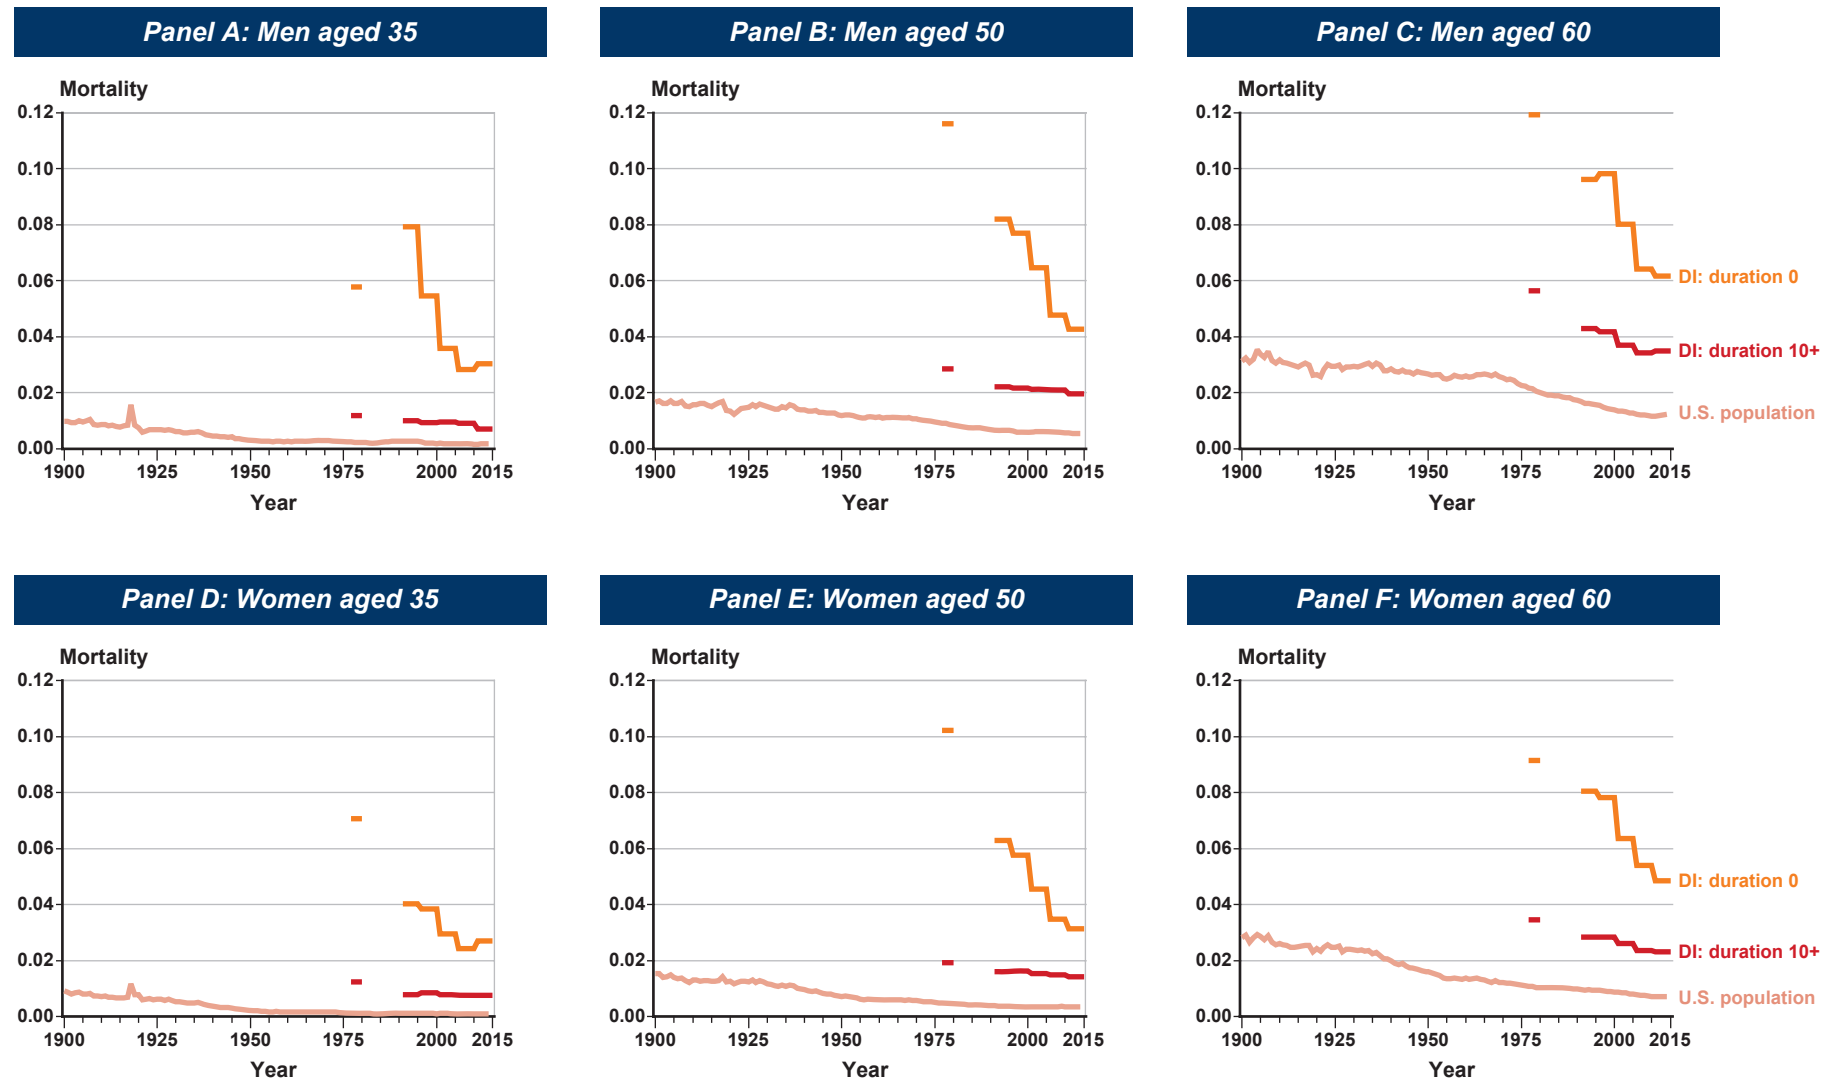 Panel A: Men aged 35
Mortality
0.12
0.10
0.08
0.06
0.04
0.02
0.00
1900 1925 1950 1975 2000 2015
Year
Panel B: Men aged 50
Mortality
0.12
0.10
0.08
0.06
0.04
0.02
0.00
1900 1925 1950 1975 2000 2015
Year
Panel C: Men aged 60
Mortality
0.12
0.10
0.08
0.06
0.04
0.02
0.00
1900 1925 1950 1975 2000 2015
Year
DI: duration 0
DI: duration 10+
U.S. population
Panel D: Women aged 35
Mortality
0.12
0.10
0.08
0.06
0.04
0.02
0.00
1900 1925 1950 1975 2000 2015
Year
Panel E: Women aged 50
Mortality
0.12
0.10
0.08
0.06
0.04
0.02
0.00
1900 1925 1950 1975 2000 2015
Year
Panel F: Women aged 60
Mortality
0.12
0.10
0.08
0.06
0.04
0.02
0.00
1900 1925 1950 1975 2000 2015
Year
DI: duration 0
DI: duration 10+
U.S. population